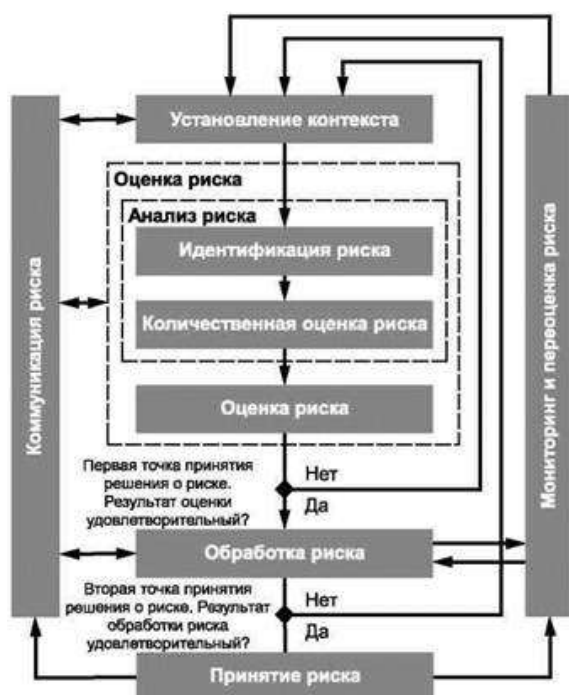 Установление контекста
Оценка риска
Анализ риска
Идентификация риска
Количественная оценка риска
Оценка риска
Коммуникация риска
Мониторинг и первоценка риска
Первая точка принятия
решения о риске.
Результат оценки
удовлетворительный?
Нет
Да
Обработка риска
Вторая точка принятия
решения о риске. Результат
обработки риска
удовлетворительный?
Нет
Да
Принятие риска